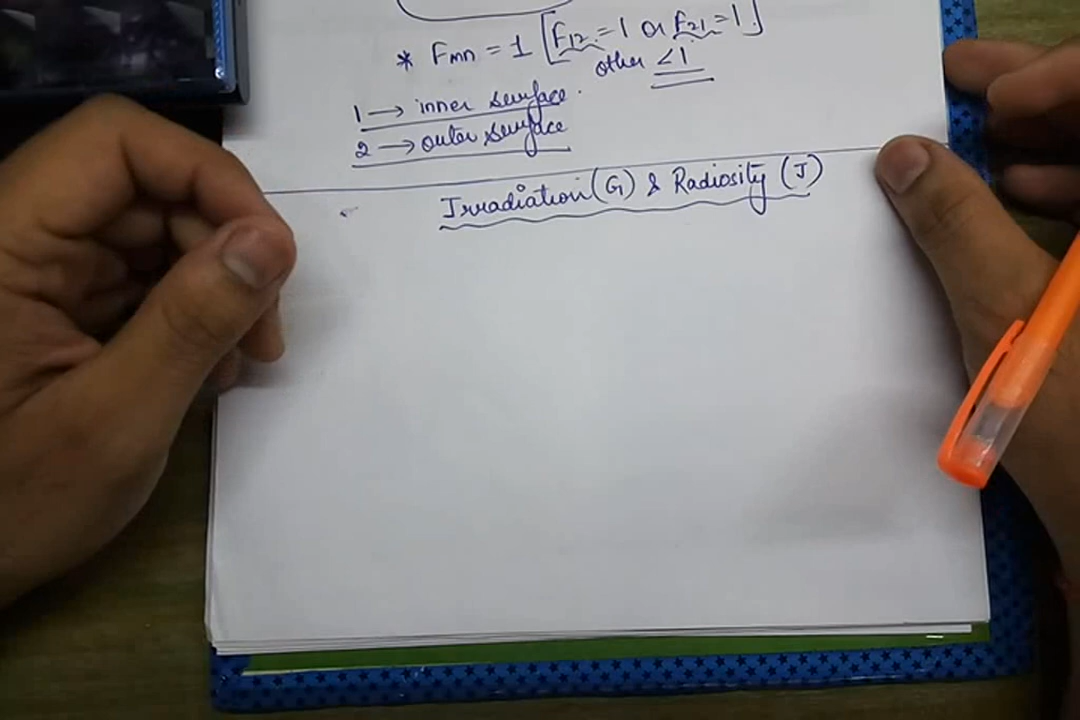 * Fmn = 1 [F12 = 1 or F21 = 1]
other < 1
1 → inner surface.
2 → outer surface
Irradiation (G) & Radiosity (J)